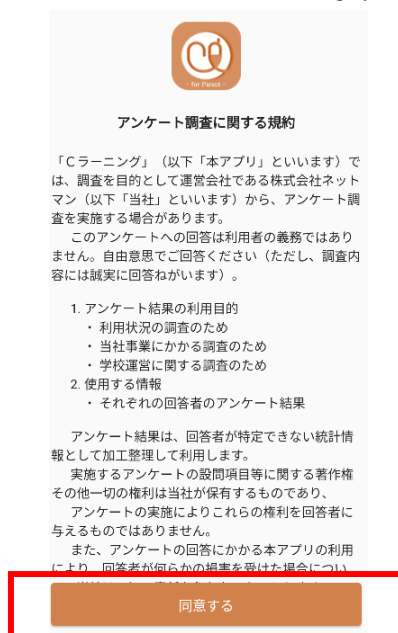 - for Parent -
アンケート調査に関する規約
「Cラーニング」（以下「本アプリ」といいます）で
は、調査を目的として運営会社である株式会社ネット
マン（以下「当社」といいます）から、アンケート調
査を実施する場合があります。
このアンケートへの回答は利用者の義務ではあり
ません。自由意思でご回答ください（ただし、調査内
容には誠実に回答ねがいます）。
1. アンケート結果の利用目的
・ 利用状況の調査のため
・ 当社事業にかかる調査のため
・ 学校運営に関する調査のため
2. 使用する情報
・ それぞれの回答者のアンケート結果
アンケート結果は、回答者が特定できない統計情
報として加工整理して利用します。
実施するアンケートの設問項目等に関する著作権
その他一切の権利は当社が保有するものであり、
アンケートの実施によりこれらの権利を回答者に
与えるものではありません。
また、アンケートの回答にかかる本アプリの利用
により、回答者が何らかの損害を受けた場合につい
同意する